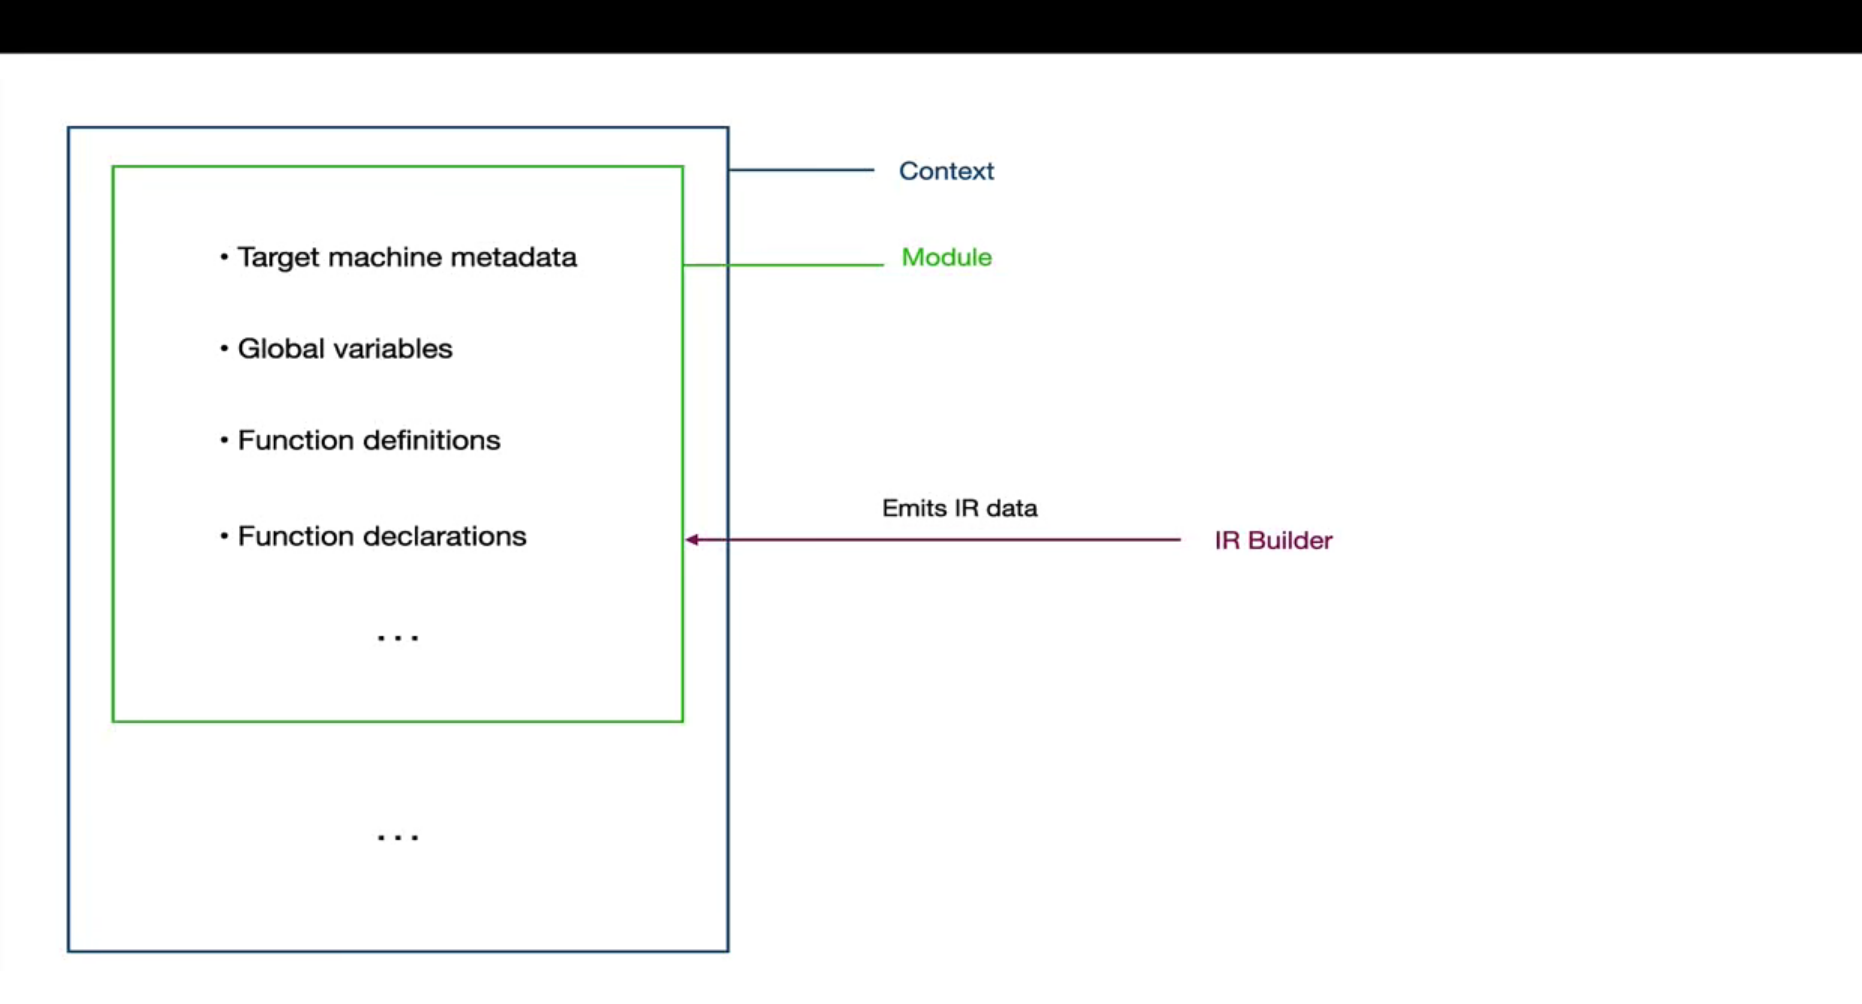 Context
• Target machine metadata
Module
• Global variables
• Function definitions
Emits IR data
• Function declarations
IR Builder
...
...